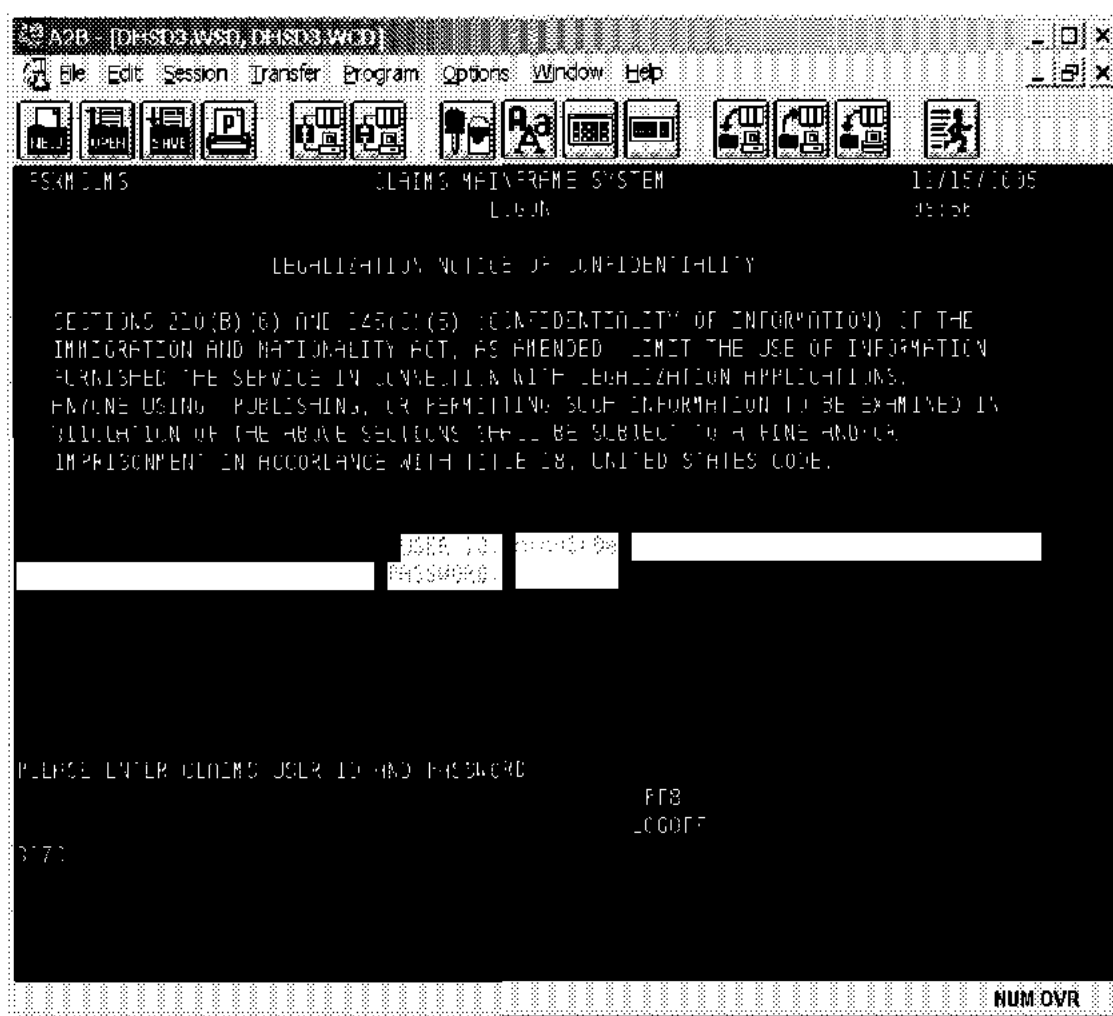 A2B - [DHSD3.WSD, DHSD3.WCD]
File Edit Session Transfer Program Options Window Help
NEW OPEN SAVE P
CLAIMS MAINFRAME SYSTEM
LOGON
LEGALIZATION NOTICE OF CONFIDENTIALITY
SECTIONS 210(B)(6) AND 245(C)(5) (CONFIDENTIALITY OF INFORMATION) OF THE
IMMIGRATION AND NATIONALITY ACT, AS AMENDED LIMIT THE USE OF INFORMATION
FURNISHED THE SERVICE IN CONNECTION WITH LEGALIZATION APPLICATIONS.
ANYONE USING, PUBLISHING, OR PERMITTING SUCH INFORMATION TO BE EXAMINED IN
VIOLATION OF THE ABOVE SECTIONS SHALL BE SUBJECT TO A FINE AND/OR
IMPRISONMENT IN ACCORDANCE WITH TITLE 18, UNITED STATES CODE.
USER ID:
PASSWORD:
PLEASE ENTER CLAIMS USER ID AND PASSWORD
PF8
LOGOFF
NUM OVR